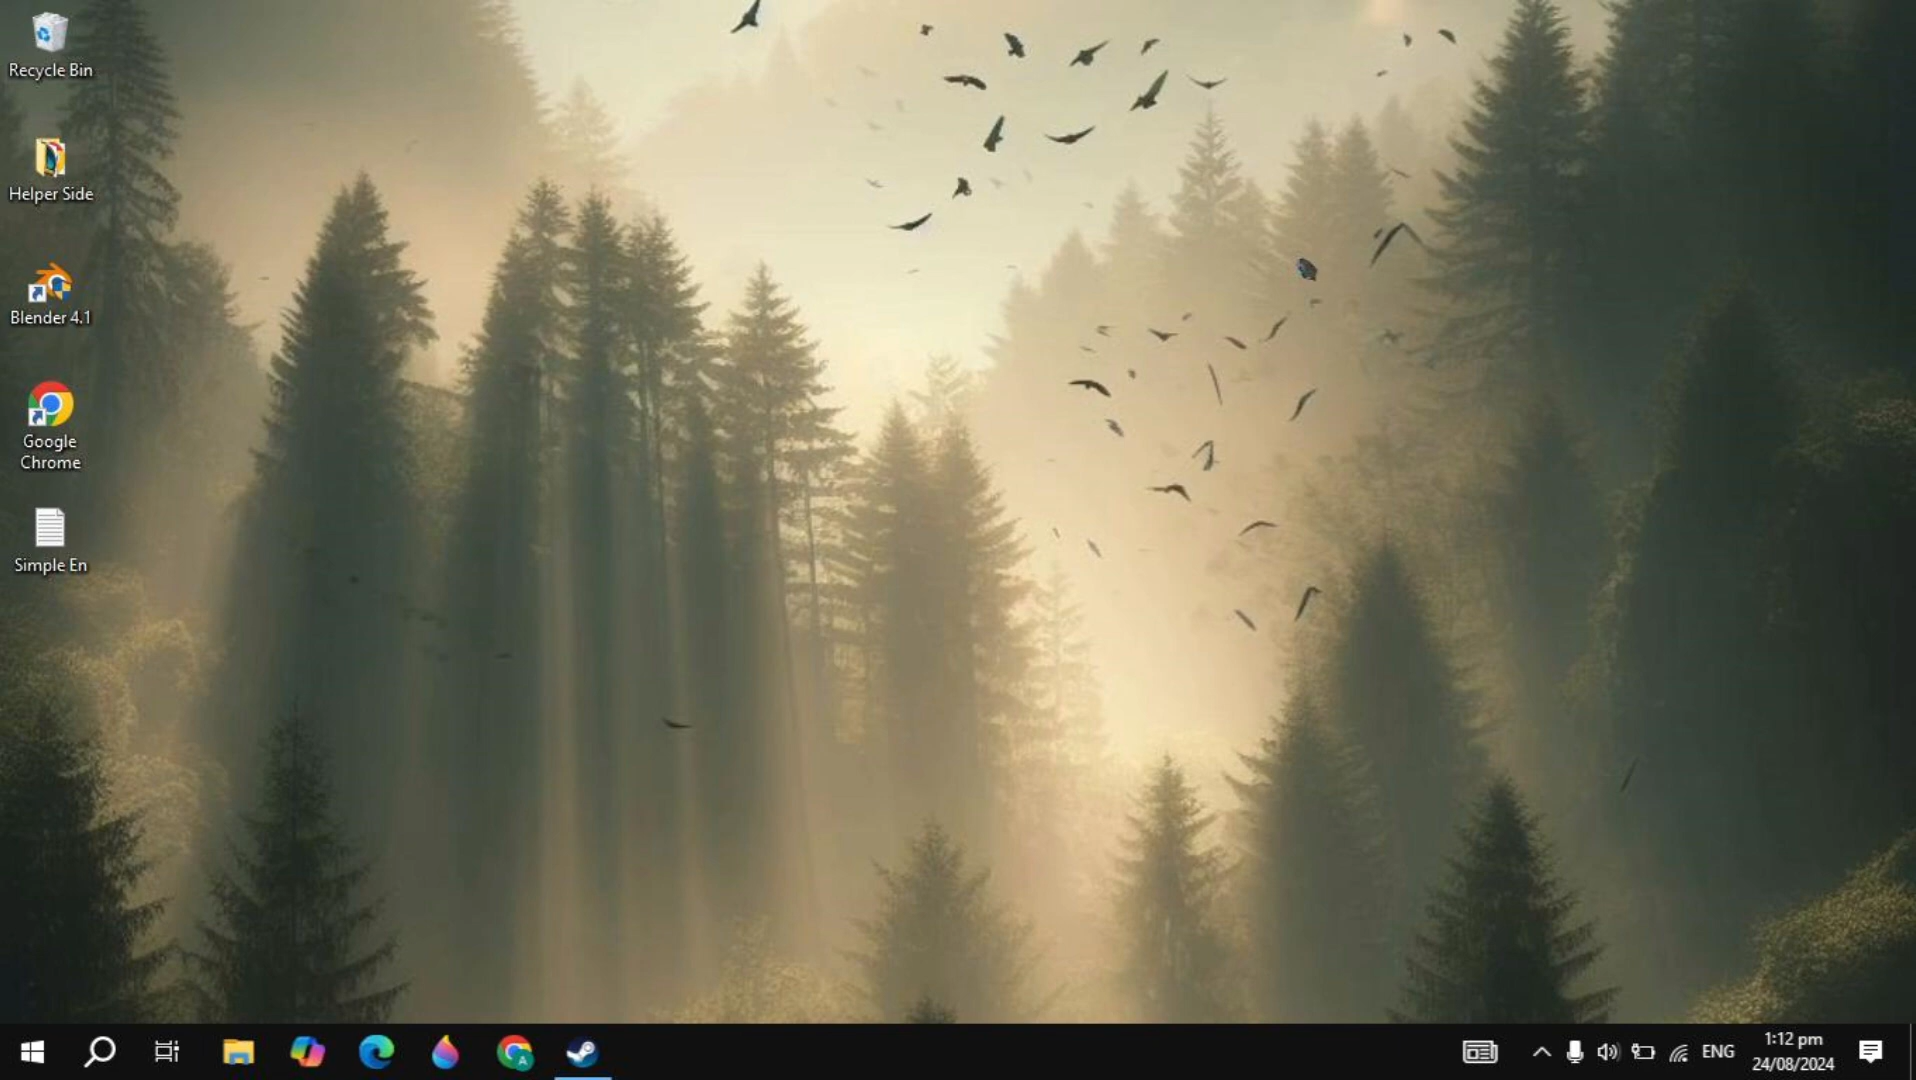 Recycle Bin
Helper Side
Blender 4.1
Google
Chrome
Simple En
A
ENG
1:12 pm
24/08/2024